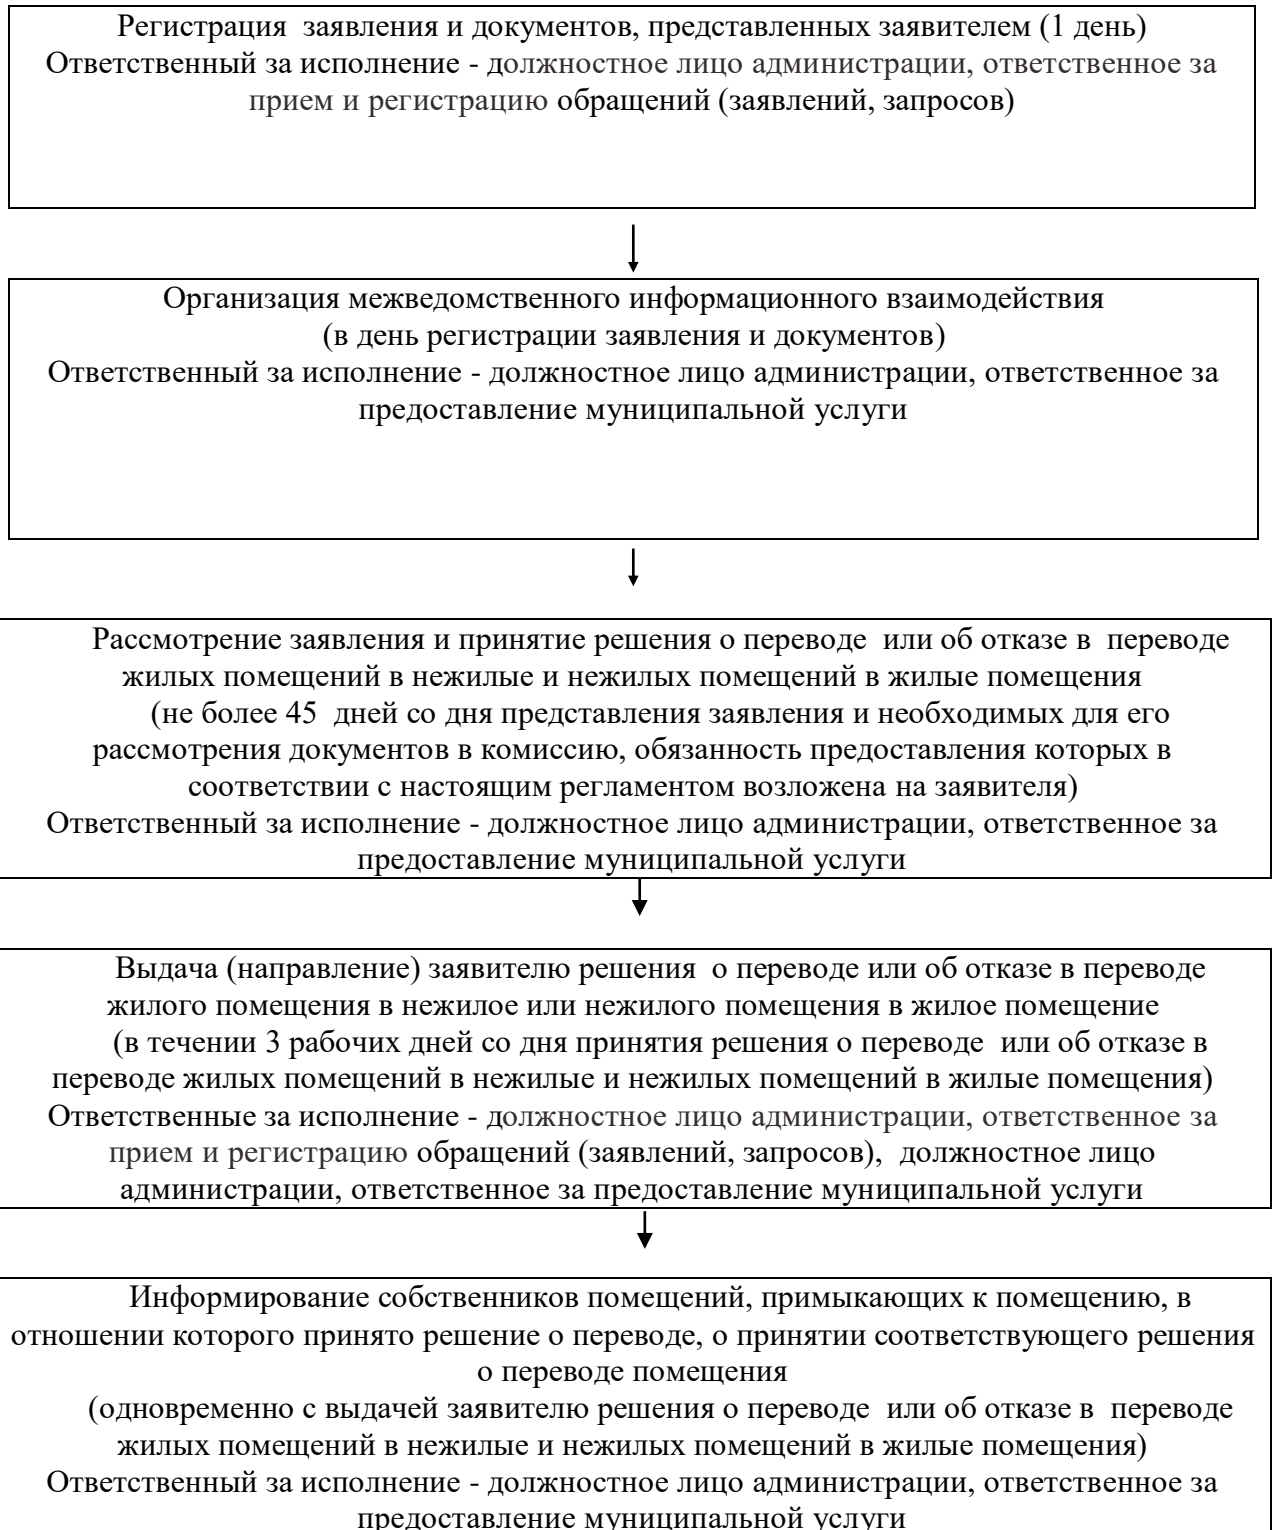 Регистрация  заявления и документов, представленных заявителем (1 день)
Ответственный за исполнение - должностное лицо администрации, ответственное за
прием и регистрацию обращений (заявлений, запросов)
Организация межведомственного информационного взаимодействия
(в день регистрации заявления и документов)
Ответственный за исполнение - должностное лицо администрации, ответственное за
предоставление муниципальной услуги
Рассмотрение заявления и принятие решения о переводе  или об отказе в  переводе
жилых помещений в нежилые и нежилых помещений в жилые помещения
(не более 45  дней со дня представления заявления и необходимых для его
рассмотрения документов в комиссию, обязанность предоставления которых в
соответствии с настоящим регламентом возложена на заявителя)
Ответственный за исполнение - должностное лицо администрации, ответственное за
предоставление муниципальной услуги
Выдача (направление) заявителю решения  о переводе или об отказе в переводе
жилого помещения в нежилое или нежилого помещения в жилое помещение
(в течении 3 рабочих дней со дня принятия решения о переводе  или об отказе в
переводе жилых помещений в нежилые и нежилых помещений в жилые помещения)
Ответственные за исполнение - должностное лицо администрации, ответственное за
прием и регистрацию обращений (заявлений, запросов),  должностное лицо
администрации, ответственное за предоставление муниципальной услуги
Информирование собственников помещений, примыкающих к помещению, в
отношении которого принято решение о переводе, о принятии соответствующего решения
о переводе помещения
(одновременно с выдачей заявителю решения о переводе  или об отказе в  переводе
жилых помещений в нежилые и нежилых помещений в жилые помещения)
Ответственный за исполнение - должностное лицо администрации, ответственное за
предоставление муниципальной услуги